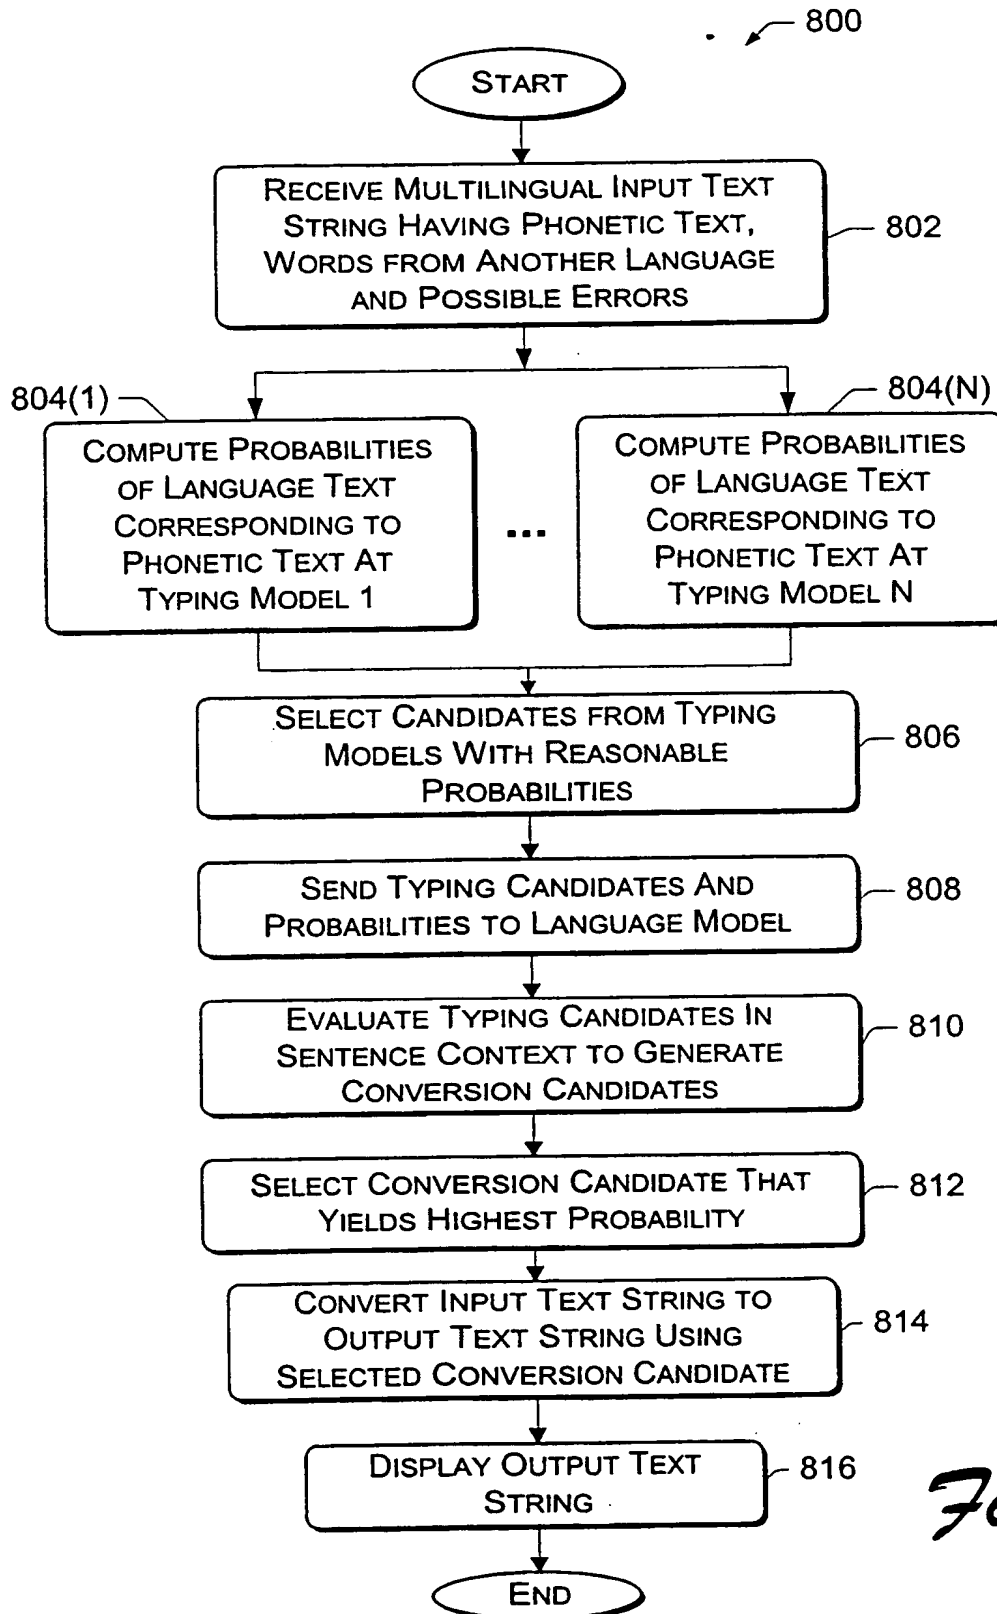 800
START
RECEIVE MULTILINGUAL INPUT TEXT
STRING HAVING PHONETIC TEXT,
WORDS FROM ANOTHER LANGUAGE
AND POSSIBLE ERRORS
802
804(1)
COMPUTE PROBABILITIES
OF LANGUAGE TEXT
CORRESPONDING TO
PHONETIC TEXT AT
TYPING MODEL 1
...
804(N)
COMPUTE PROBABILITIES
OF LANGUAGE TEXT
CORRESPONDING TO
PHONETIC TEXT AT
TYPING MODEL N
SELECT CANDIDATES FROM TYPING
MODELS WITH REASONABLE
PROBABILITIES
806
SEND TYPING CANDIDATES AND
PROBABILITIES TO LANGUAGE MODEL
808
EVALUATE TYPING CANDIDATES IN
SENTENCE CONTEXT TO GENERATE
CONVERSION CANDIDATES
810
SELECT CONVERSION CANDIDATE THAT
YIELDS HIGHEST PROBABILITY
812
CONVERT INPUT TEXT STRING TO
OUTPUT TEXT STRING USING
SELECTED CONVERSION CANDIDATE
814
DISPLAY OUTPUT TEXT
STRING
816
END